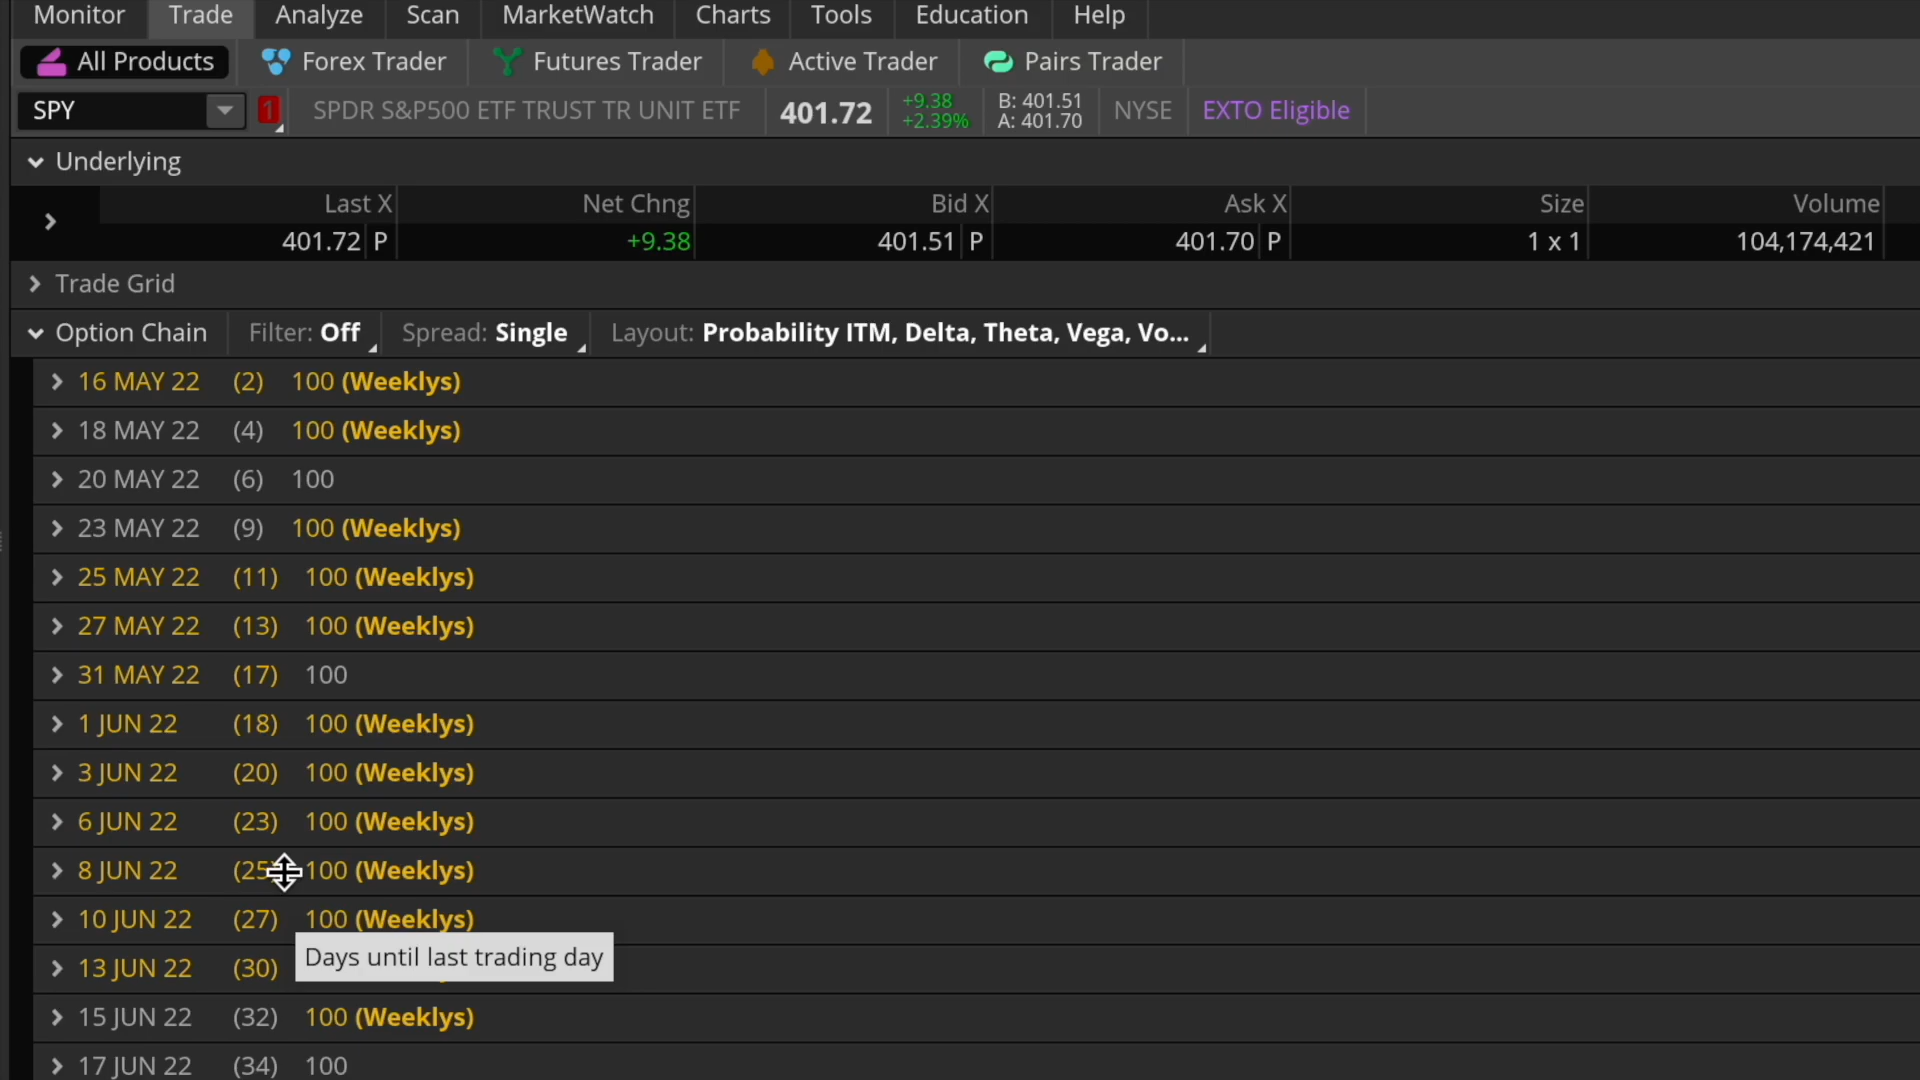 Monitor Trade Analyze Scan MarketWatch Charts Tools Education Help
All Products Forex Trader Futures Trader Active Trader Pairs Trader
SPY 1 SPDR S&P500 ETF TRUST TR UNIT ETF 401.72 +9.38 +2.39% B: 401.51 A: 401.70 NYSE EXTO Eligible
Underlying
Last X Net Chng Bid X Ask X Size Volume
401.72 P +9.38 401.51 P 401.70 P 1 x 1 104,174,421
Trade Grid
Option Chain Filter: Off Spread: Single Layout: Probability ITM, Delta, Theta, Vega, Vo...
16 MAY 22 (2) 100 (Weeklys)
18 MAY 22 (4) 100 (Weeklys)
20 MAY 22 (6) 100
23 MAY 22 (9) 100 (Weeklys)
25 MAY 22 (11) 100 (Weeklys)
27 MAY 22 (13) 100 (Weeklys)
31 MAY 22 (17) 100
1 JUN 22 (18) 100 (Weeklys)
3 JUN 22 (20) 100 (Weeklys)
6 JUN 22 (23) 100 (Weeklys)
8 JUN 22 (25) 100 (Weeklys)
10 JUN 22 (27) 100 (Weeklys)
Days until last trading day
13 JUN 22 (30)
15 JUN 22 (32) 100 (Weeklys)
17 JUN 22 (34) 100